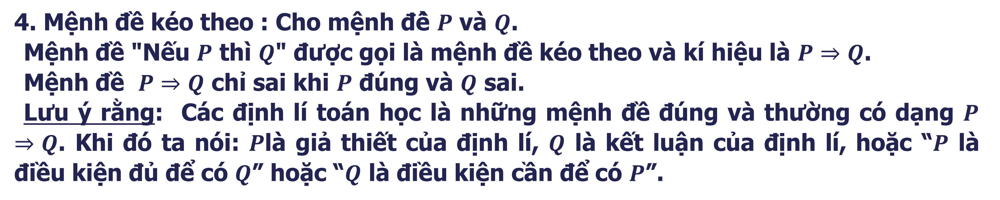 4. Mệnh đề kéo theo : Cho mệnh đề P và Q.
Mệnh đề "Nếu P thì Q" được gọi là mệnh đề kéo theo và kí hiệu là P ⇒ Q.
Mệnh đề P ⇒ Q chỉ sai khi P đúng và Q sai.
Lưu ý rằng: Các định lí toán học là những mệnh đề đúng và thường có dạng P
⇒ Q. Khi đó ta nói: Plà giả thiết của định lí, Q là kết luận của định lí, hoặc “P là
điều kiện đủ để có Q” hoặc “Q là điều kiện cần để có P”.